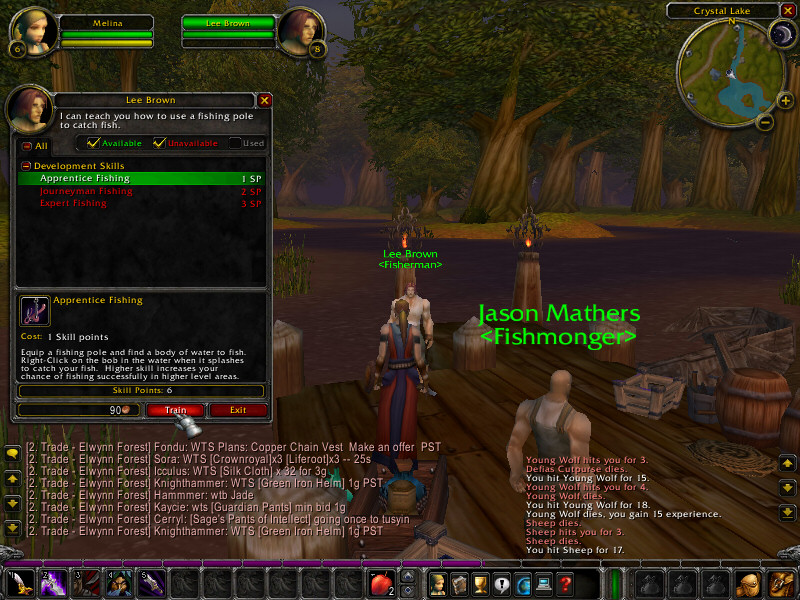 Melina
6
Lee Brown
8
Crystal Lake
N
Lee Brown
I can teach you how to use a fishing pole
to catch fish.
All
Available
Unavailable
Used
Development Skills
Apprentice Fishing 1 SP
Journeyman Fishing 2 SP
Expert Fishing 3 SP
Apprentice Fishing
Cost: 1 Skill points
Equip a fishing pole and find a body of water to fish.
Right-Click on the bob in the water when it splashes
to catch your fish. Higher skill increases your
chance of fishing successfully in higher level areas.
Skill Points: 6
90
Train
Exit
Lee Brown
<Fisherman>
Jason Mathers
<Fishmonger>
[2. Trade - Elwynn Forest] Fondu: WTS Plans: Copper Chain Vest Make an offer PST
[2. Trade - Elwynn Forest] Sora: WTS [Crownroyal]x3 [Liferoot]x3 -- 25s
[2. Trade - Elwynn Forest] Icculus: WTS [Silk Cloth] x 32 for 3g
[2. Trade - Elwynn Forest] Knighthammer: WTS [Green Iron Helm] 1g PST
[2. Trade - Elwynn Forest] Hammmer: wtb Jade
[2. Trade - Elwynn Forest] Kaycie: wts [Guardian Pants] min bid 1g
[2. Trade - Elwynn Forest] Cerryl: [Sage's Pants of Intellect] going once to tusyin
[2. Trade - Elwynn Forest] Knighthammer: WTS [Green Iron Helm] 1g PST
Young Wolf hits you for 3.
Defias Cutpurse dies.
You hit Young Wolf for 15.
Young Wolf hits you for 4.
Young Wolf dies.
You hit Young Wolf for 18.
Young Wolf dies, you gain 15 experience.
Sheep dies.
Sheep hits you for 3.
Sheep dies.
You hit Sheep for 17.
1
2
3
4
5
2